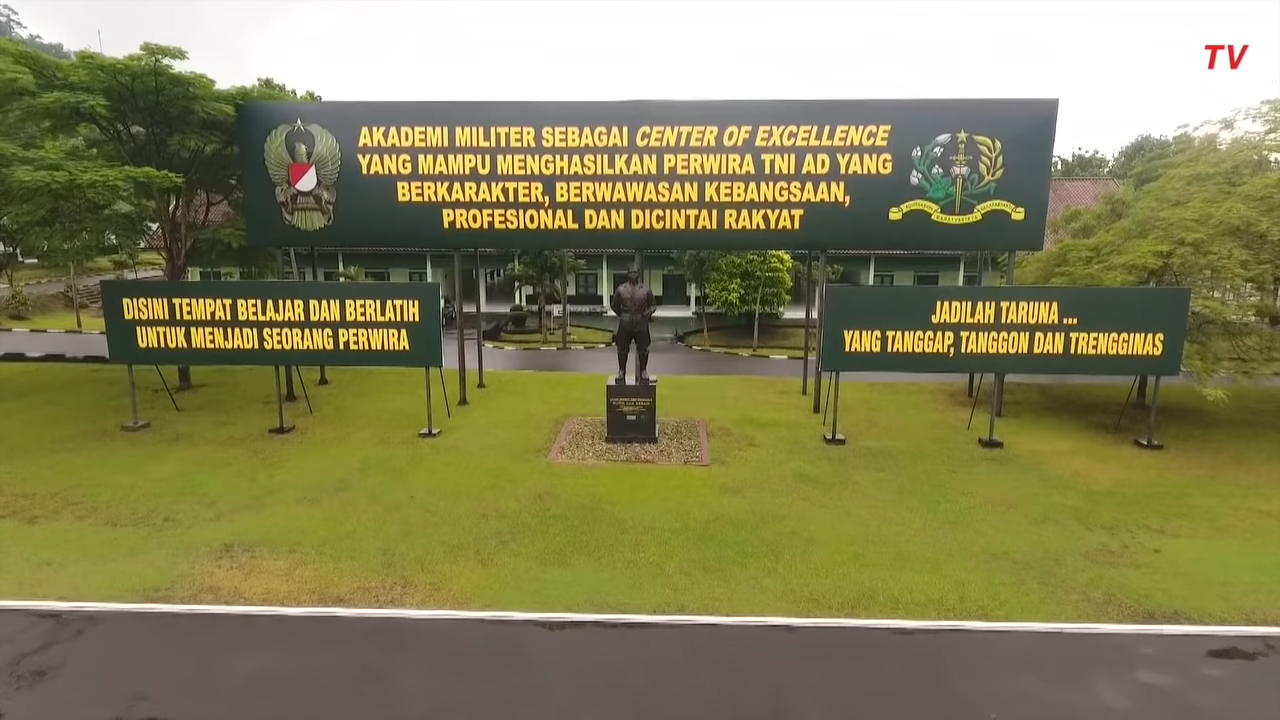 TV
AKADEMI MILITER SEBAGAI CENTER OF EXCELLENCE
YANG MAMPU MENGHASILKAN PERWIRA TNI AD YANG
BERKARAKTER, BERWAWASAN KEBANGSAAN,
PROFESIONAL DAN DICINTAI RAKYAT
DISINI TEMPAT BELAJAR DAN BERLATIH
UNTUK MENJADI SEORANG PERWIRA
JADILAH TARUNA ...
YANG TANGGAP, TANGGON DAN TRENGGINAS